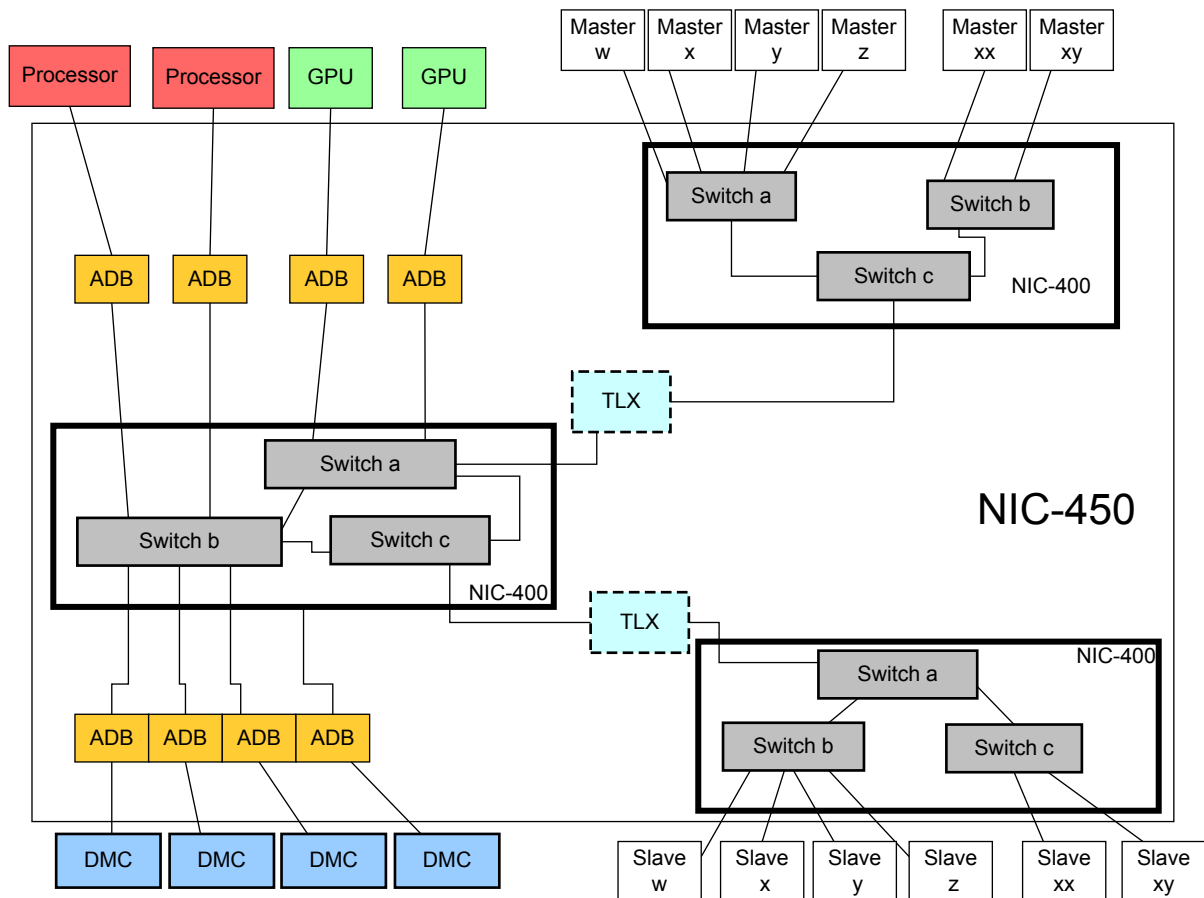 Master
w
Master
x
Master
y
Master
z
Master
xx
Master
xy
Processor
Processor
GPU
GPU
Switch a
Switch b
Switch c
NIC-400
ADB
ADB
ADB
ADB
TLX
Switch a
Switch b
Switch c
NIC-400
NIC-450
TLX
NIC-400
Switch a
Switch b
Switch c
ADB
ADB
ADB
ADB
DMC
DMC
DMC
DMC
Slave
w
Slave
x
Slave
y
Slave
z
Slave
xx
Slave
xy